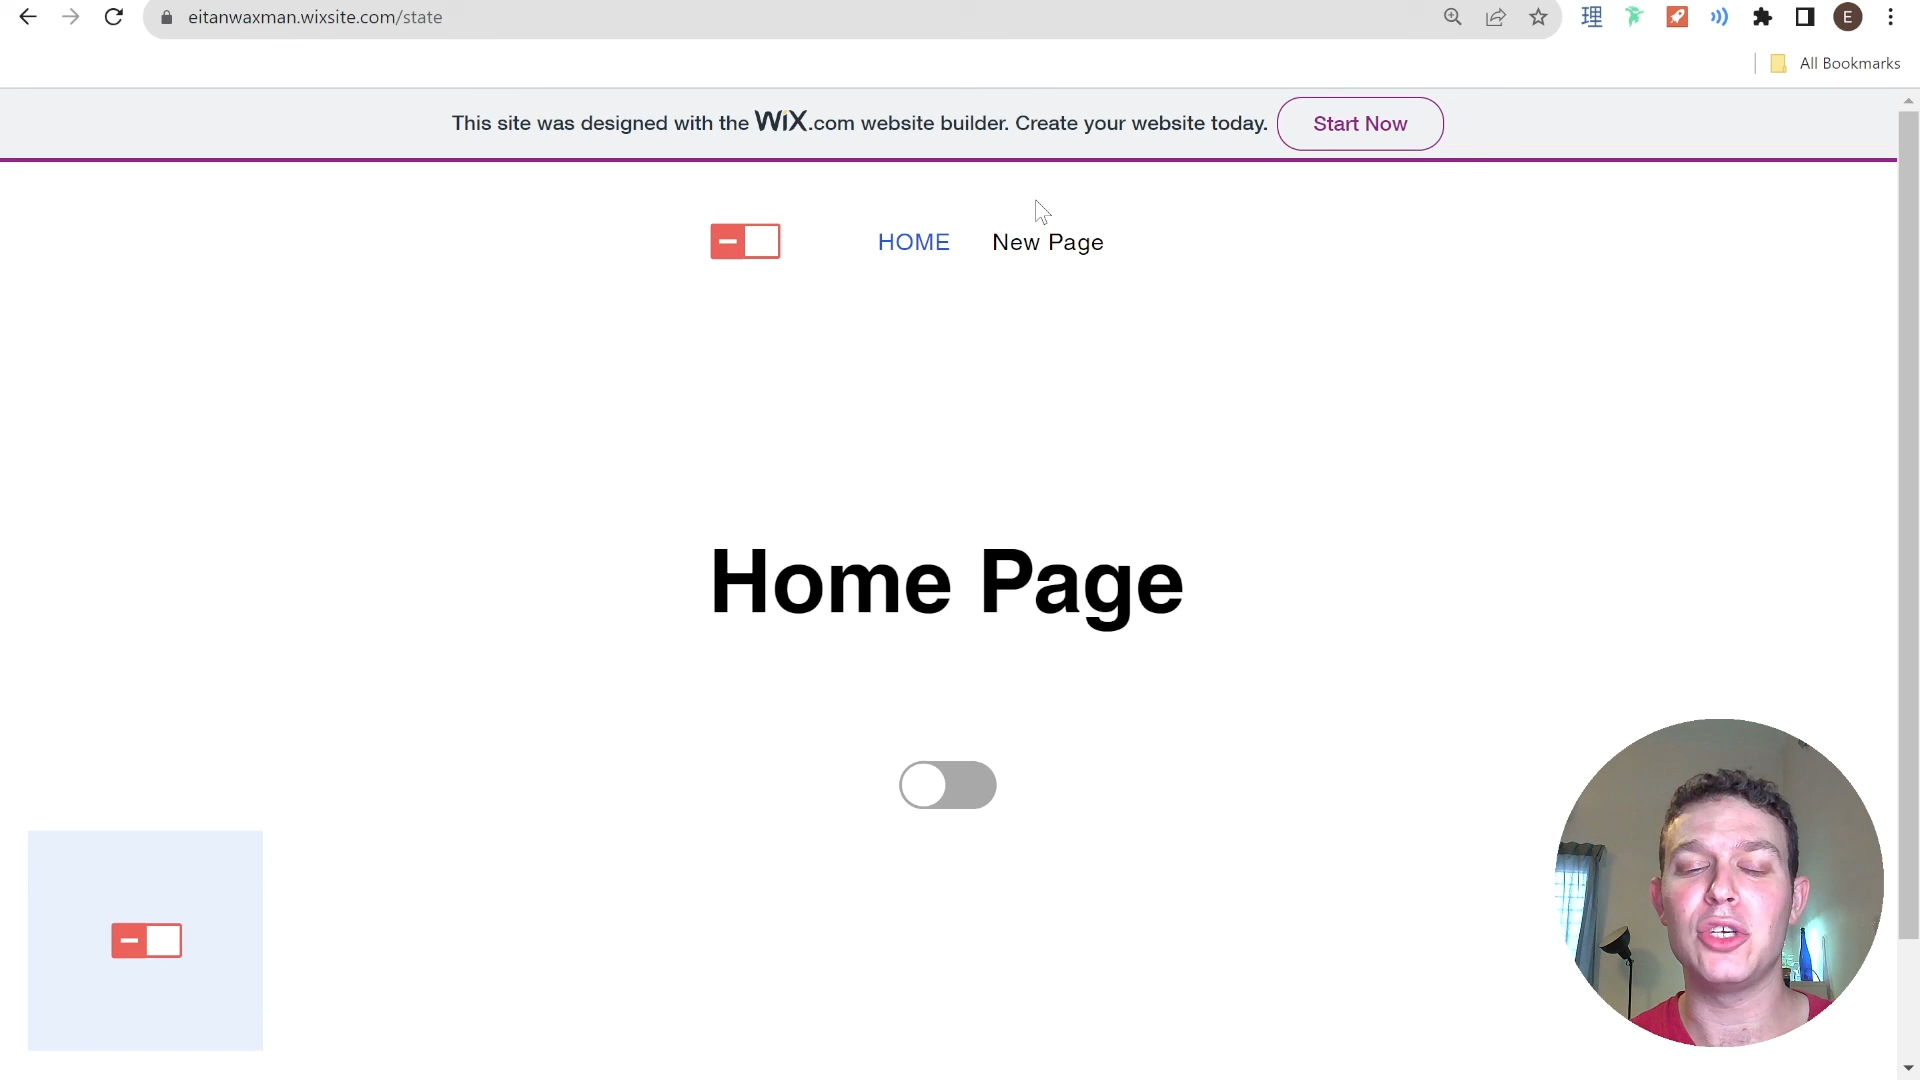 eitanwaxman.wixsite.com/state
理
E
All Bookmarks
This site was designed with the WiX.com website builder. Create your website today. Start Now
HOME New Page
Home Page